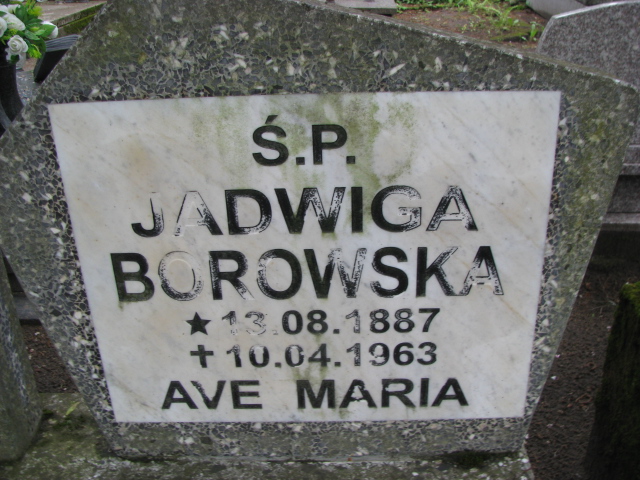 Ś.P.
JADWIGA
BOROWSKA
★ 13.08.1887
✝ 10.04.1963
AVE MARIA